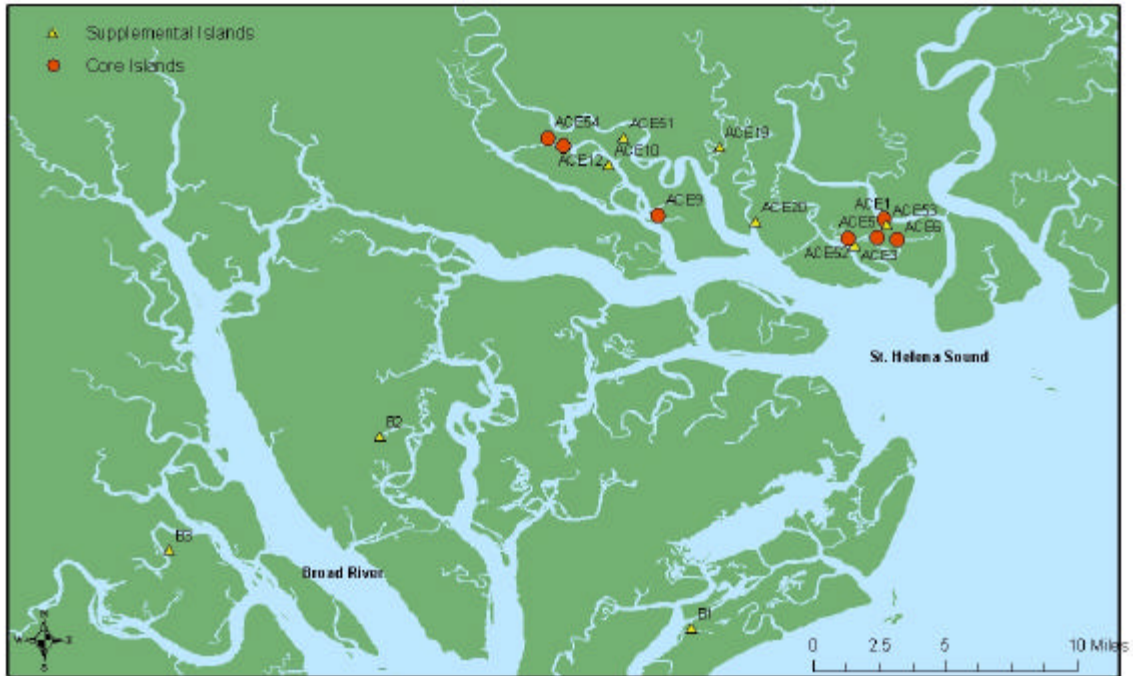 Supplemental Islands
Core Islands
ACE54
ACE51
ACE19
ACE12
ACE10
ACE9
ACE20
ACE1
ACE53
ACE5
ACE6
ACE52
ACE3
St. Helena Sound
B2
B3
Broad River
B1
N
W
E
S
0
2.5
5
10 Miles